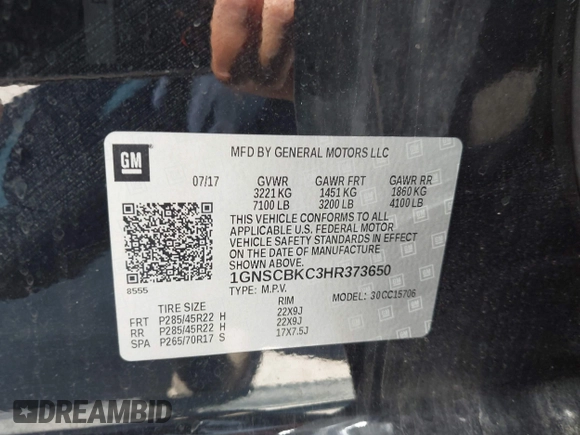 GM
MFD BY GENERAL MOTORS LLC
07/17 GVWR GAWR FRT GAWR RR
3221 KG 1451 KG 1860 KG
7100 LB 3200 LB 4100 LB
THIS VEHICLE CONFORMS TO ALL
APPLICABLE U.S. FEDERAL MOTOR
VEHICLE SAFETY STANDARDS IN EFFECT
ON THE DATE OF MANUFACTURE
SHOWN ABOVE.
1GNSCBKC3HR373650
8555 TYPE: M.P.V. MODEL: 30CC15706
TIRE SIZE RIM
FRT P285/45R22 H 22X9J
RR P285/45R22 H 22X9J
SPA P265/70R17 S 17X7.5J
DREAMBID